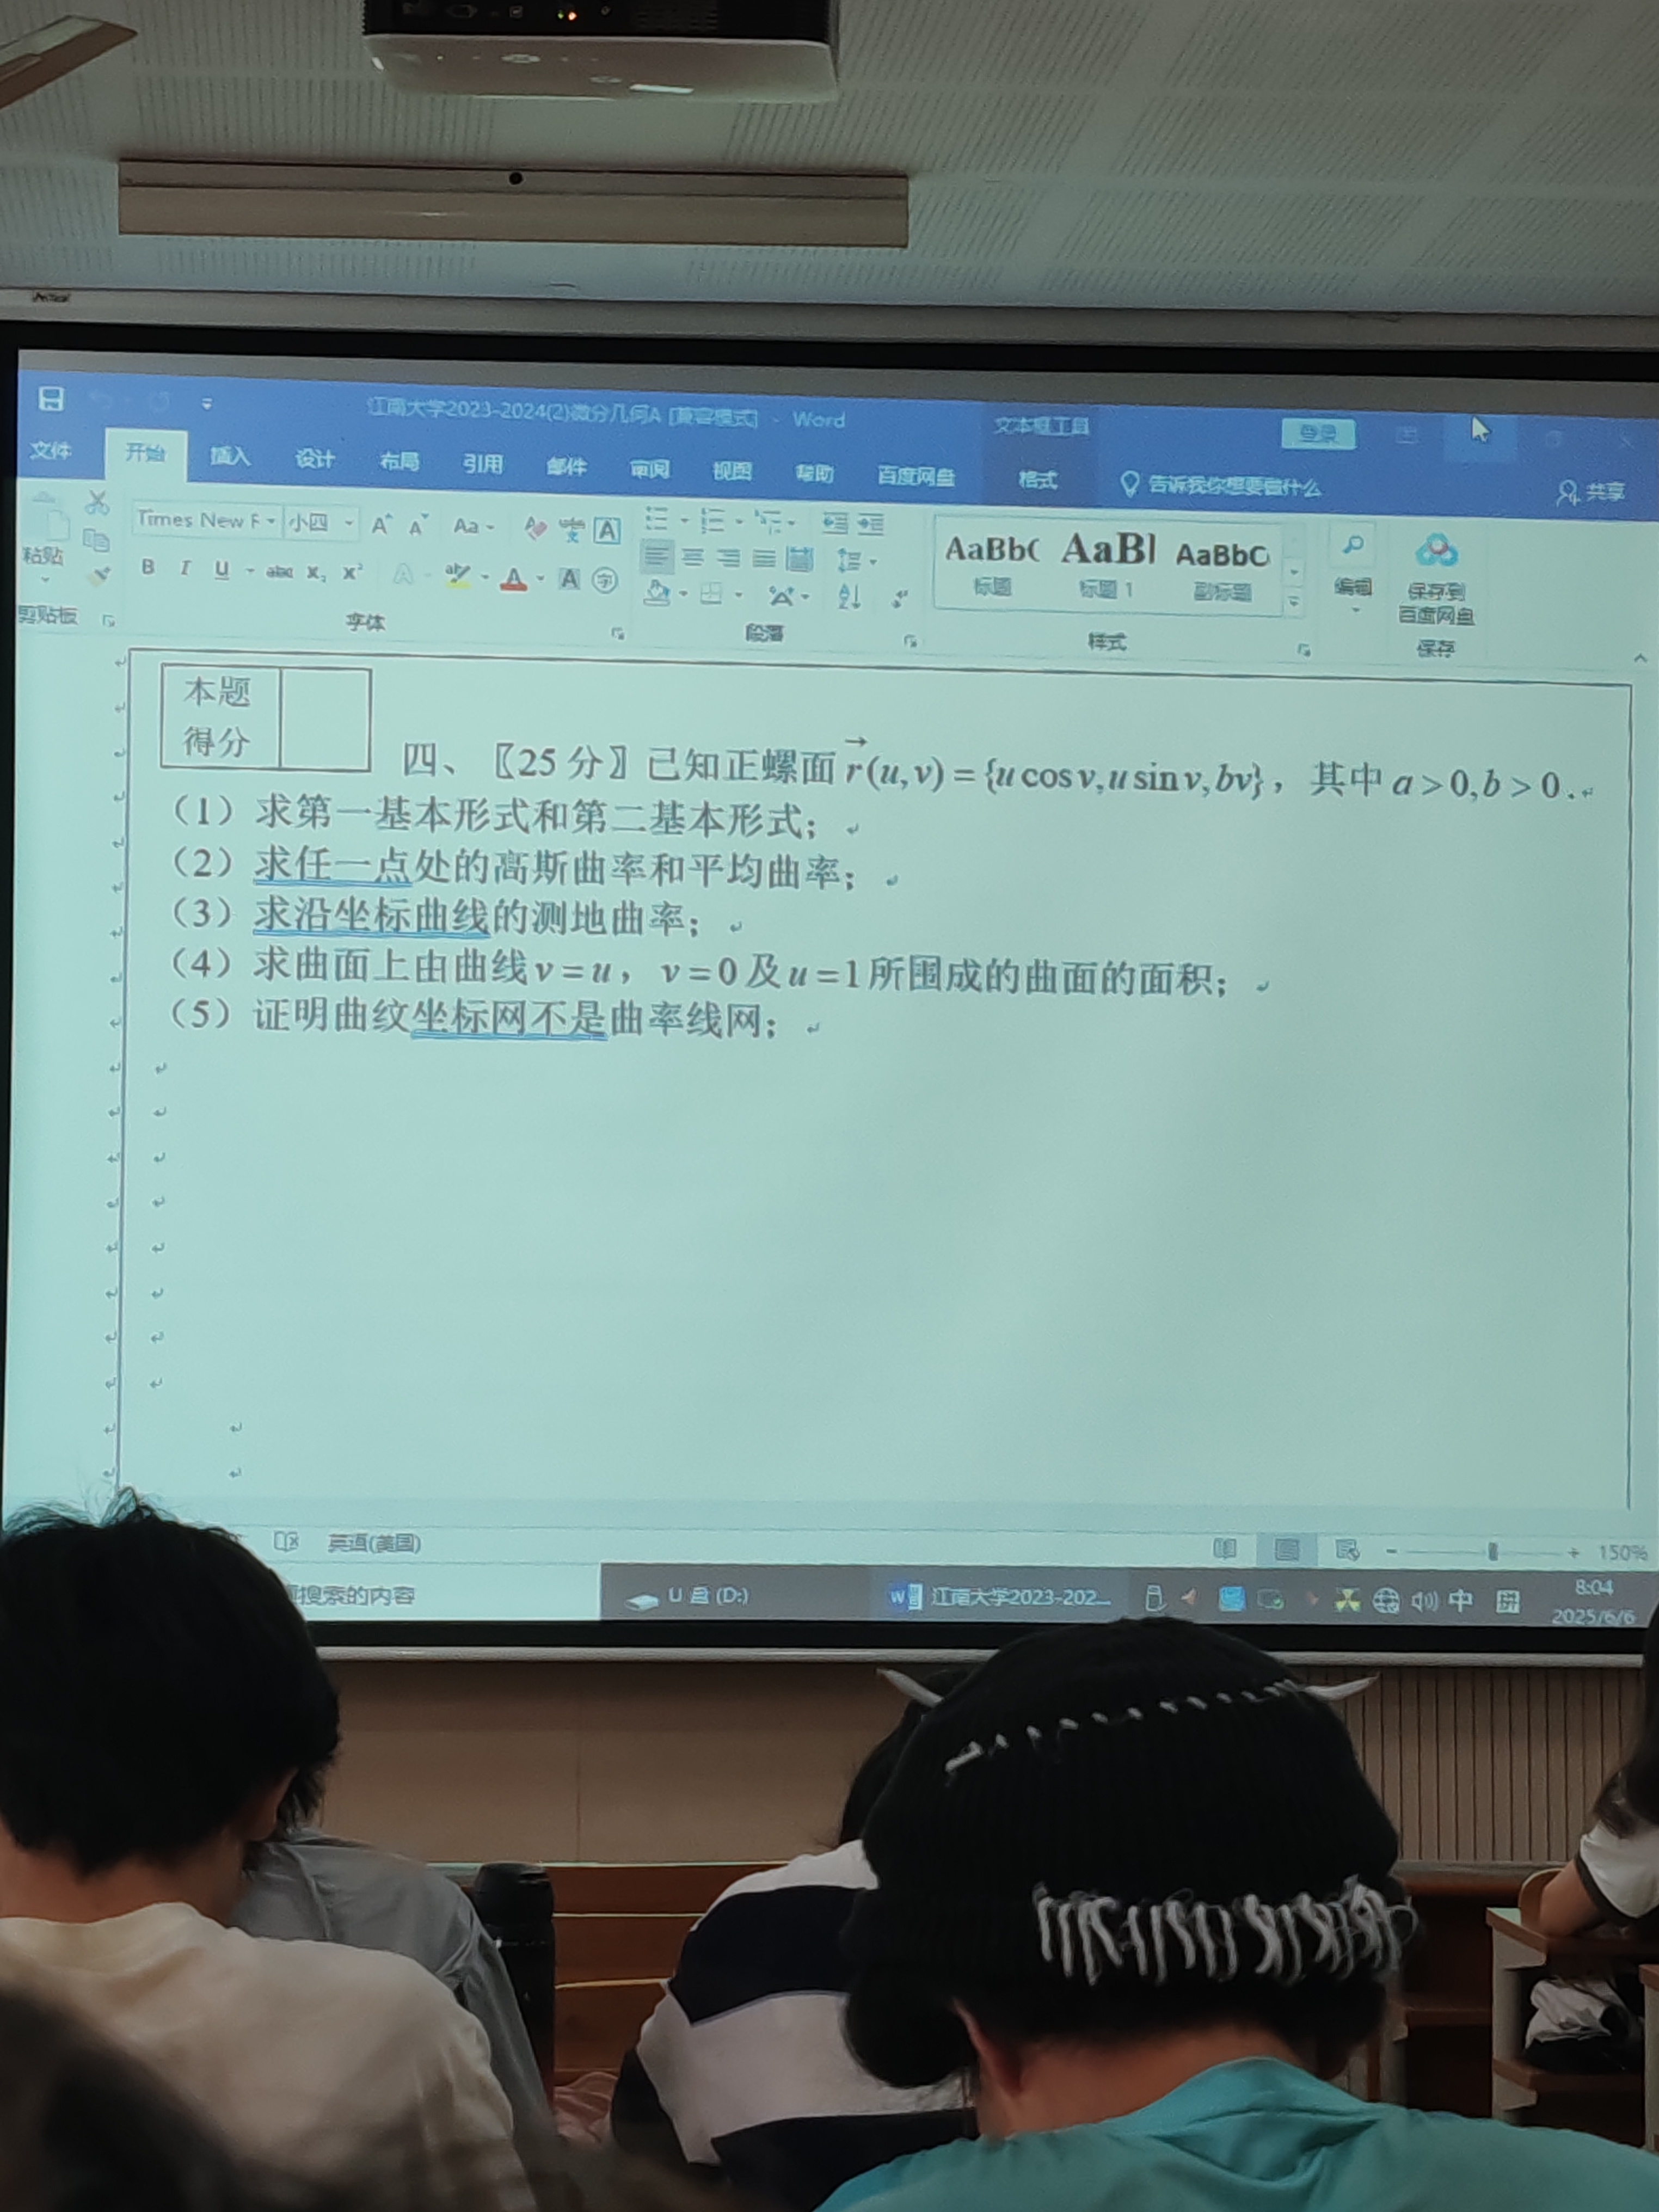 江南大学2023-2024(2)微分几何A [兼容模式] - Word
文本框工具
登录
文件 开始 插入 设计 布局 引用 邮件 审阅 视图 帮助 百度网盘 格式 告诉我你想要做什么 共享
Times New F 小四
AaBbC AaBl AaBbC
粘贴
标题 标题 1 副标题
编辑
保存到
百度网盘
剪贴板 字体 段落 样式 保存
本题
得分
四、〖25 分〗已知正螺面 r⃗(u,v) = {u cos v, u sin v, bv}，其中 a > 0, b > 0 .
（1）求第一基本形式和第二基本形式；
（2）求任一点处的高斯曲率和平均曲率；
（3）求沿坐标曲线的测地曲率；
（4）求曲面上由曲线 v = u，v = 0 及 u = 1 所围成的曲面的面积；
（5）证明曲纹坐标网不是曲率线网；
英语(美国)
150%
搜索的内容
U 盘 (D:)
江南大学2023-202...
中
拼
8:04
2025/6/6